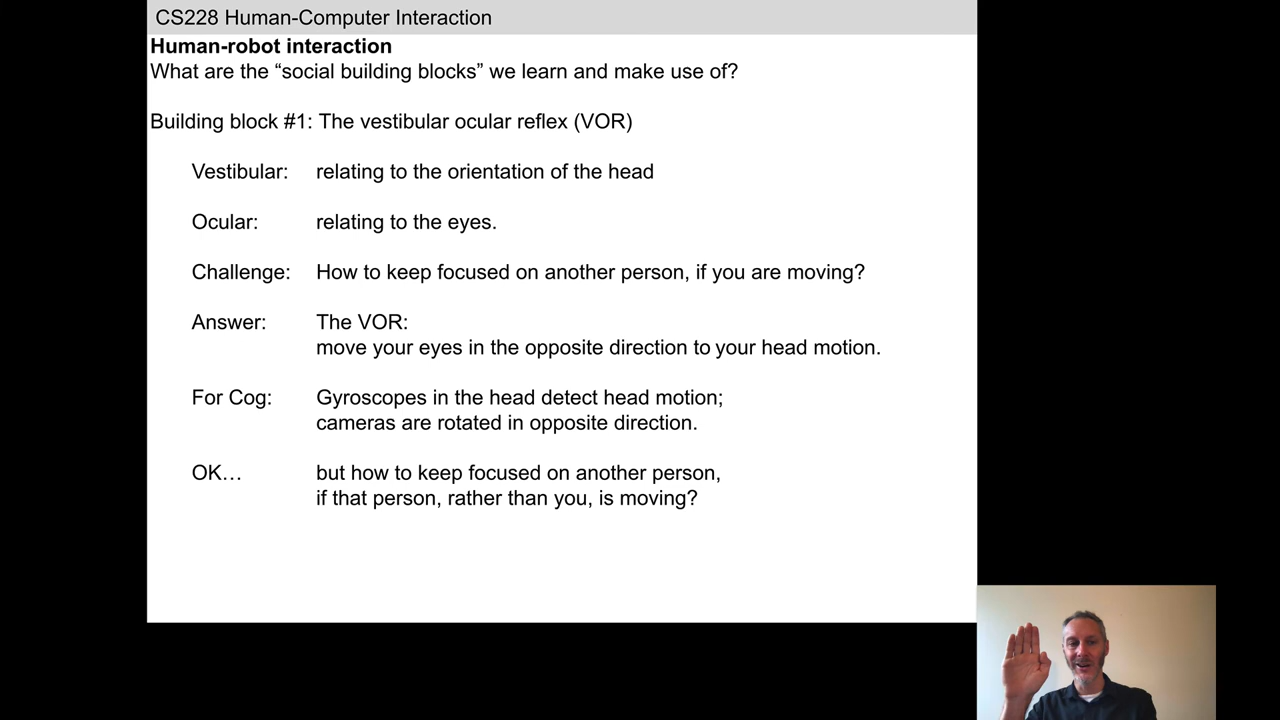 CS228 Human-Computer Interaction
Human-robot interaction
What are the “social building blocks” we learn and make use of?
Building block #1: The vestibular ocular reflex (VOR)
Vestibular: relating to the orientation of the head
Ocular: relating to the eyes.
Challenge: How to keep focused on another person, if you are moving?
Answer: The VOR:
move your eyes in the opposite direction to your head motion.
For Cog: Gyroscopes in the head detect head motion;
cameras are rotated in opposite direction.
OK… but how to keep focused on another person,
if that person, rather than you, is moving?